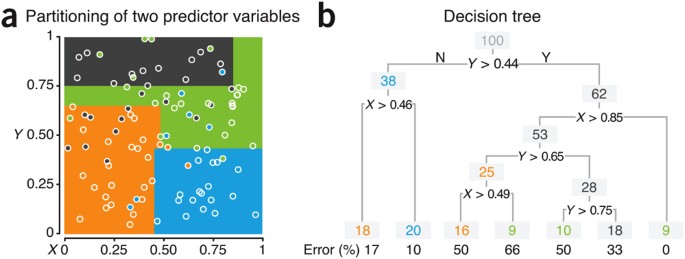 a Partitioning of two predictor variables
1
0.75
Y 0.50
0.25
0
X 0 0.25 0.50 0.75 1
b Decision tree
100
N Y
Y > 0.44
38 62
X > 0.46 X > 0.85
53
Y > 0.65
25 28
X > 0.49 Y > 0.75
18 20 16 9 10 18 9
Error (%) 17 10 50 66 50 33 0